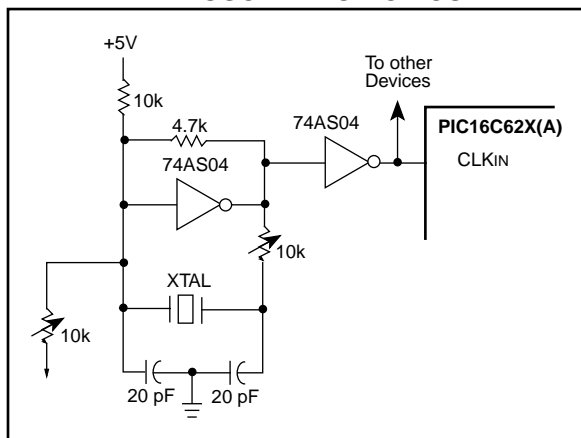 +5V
10k
4.7k
74AS04
10k
XTAL
10k
20 pF
20 pF
74AS04
To other
Devices
PIC16C62X(A)
CLKIN